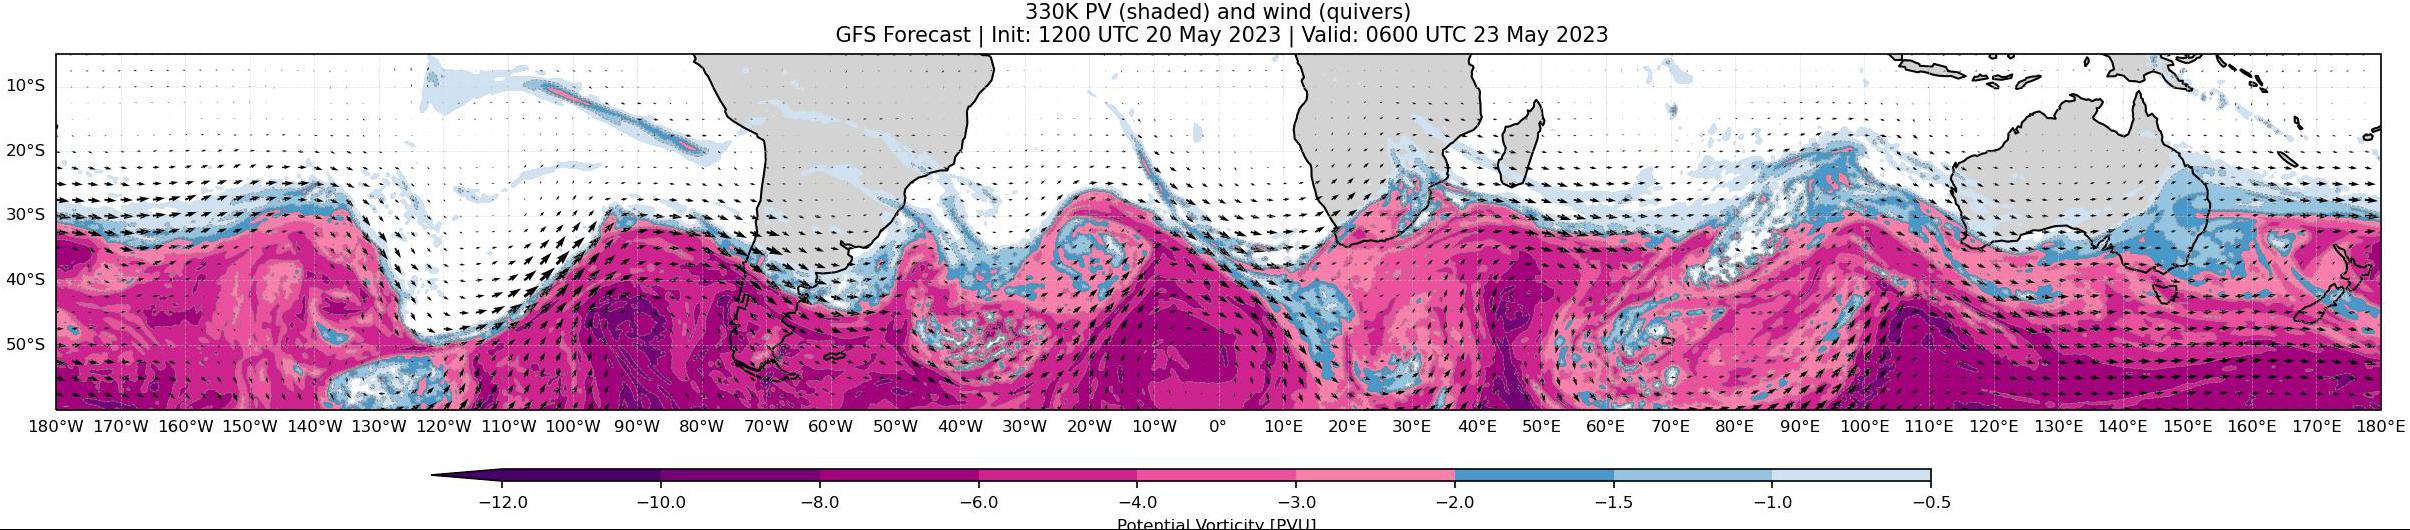 330K PV (shaded) and wind (quivers)
GFS Forecast | Init: 1200 UTC 20 May 2023 | Valid: 0600 UTC 23 May 2023
10°S
20°S
30°S
40°S
50°S
180°W 170°W 160°W 150°W 140°W 130°W 120°W 110°W 100°W 90°W 80°W 70°W 60°W 50°W 40°W 30°W 20°W 10°W 0° 10°E 20°E 30°E 40°E 50°E 60°E 70°E 80°E 90°E 100°E 110°E 120°E 130°E 140°E 150°E 160°E 170°E 180°E
−12.0 −10.0 −8.0 −6.0 −4.0 −3.0 −2.0 −1.5 −1.0 −0.5
Potential Vorticity [PVU]